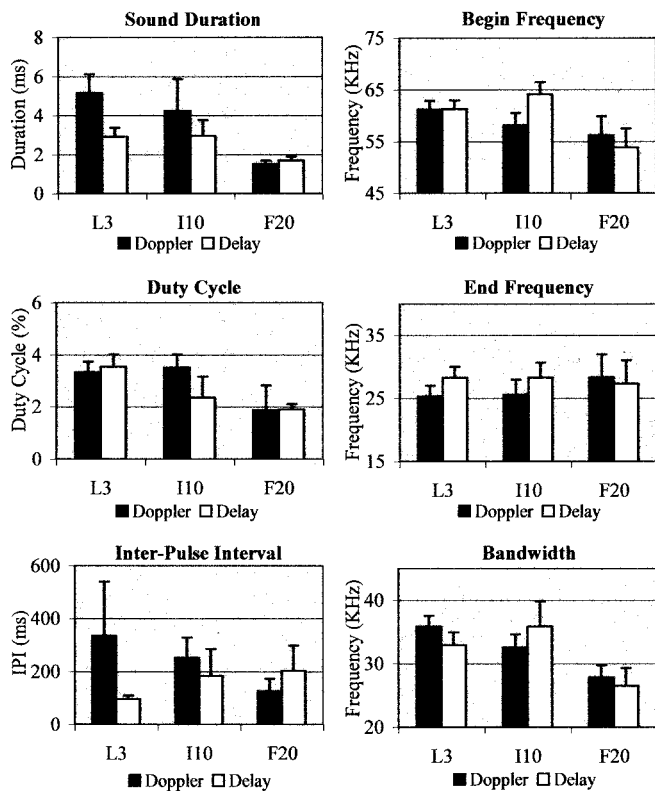 Sound Duration
Duration (ms)
8
6
4
2
0
L3 I10 F20
Doppler Delay
Begin Frequency
Frequency (KHz)
75
65
55
45
L3 I10 F20
Doppler Delay
Duty Cycle
Duty Cycle (%)
6
4
2
0
L3 I10 F20
Doppler Delay
End Frequency
Frequency (KHz)
35
25
15
L3 I10 F20
Doppler Delay
Inter-Pulse Interval
IPI (ms)
600
400
200
0
L3 I10 F20
Doppler Delay
Bandwidth
Frequency (KHz)
40
30
20
L3 I10 F20
Doppler Delay